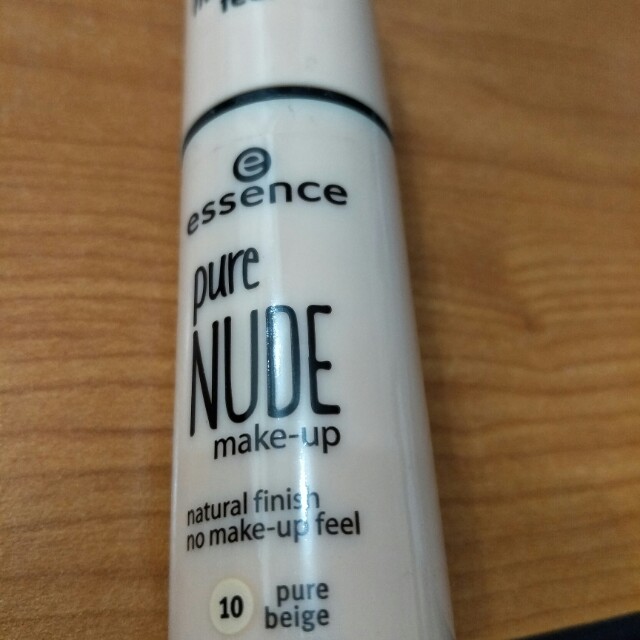 e
essence
pure
NUDE
make-up
natural finish
no make-up feel
10 pure
beige